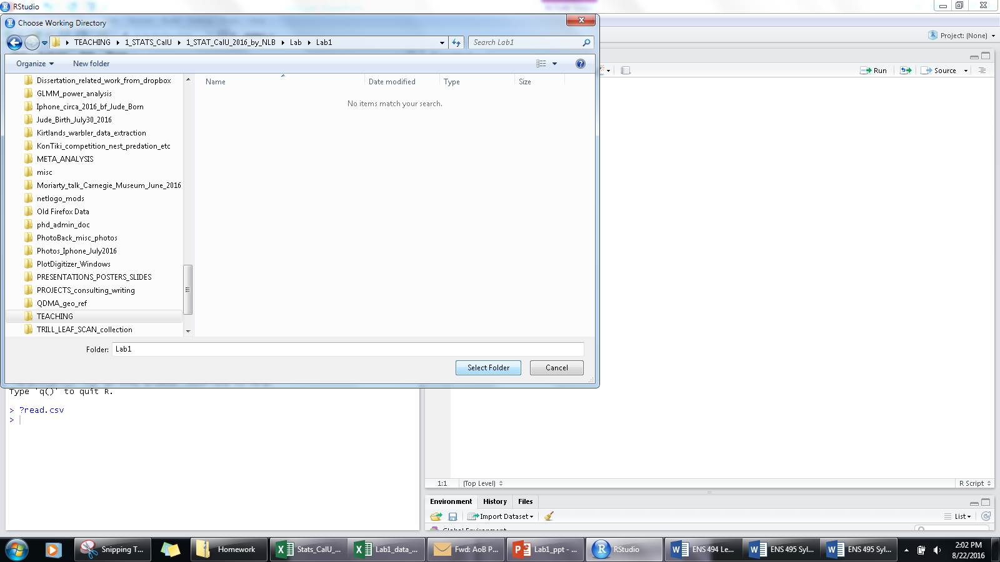 RStudio
Choose Working Directory
TEACHING 1_STATS_CalU 1_STAT_CalU_2016_by_NLB Lab Lab1
Search Lab1
Project: (None)
Organize New folder
Run Source
Name Date modified Type Size
No items match your search.
Dissertation_related_work_from_dropbox
GLMM_power_analysis
Iphone_circa_2016_bf_Jude_Born
Jude_Birth_July30_2016
Kirtlands_warbler_data_extraction
KonTiki_competition_nest_predation_etc
META_ANALYSIS
misc
Moriarty_talk_Carnegie_Museum_June_2016
netlogo_mods
Old Firefox Data
phd_admin_doc
PhotoBack_misc_photos
Photos_Iphone_July2016
PlotDigitizer_Windows
PRESENTATIONS_POSTERS_SLIDES
PROJECTS_consulting_writing
QDMA_geo_ref
TEACHING
TRILL_LEAF_SCAN_collection
Folder: Lab1
Select Folder Cancel
Type 'q()' to quit R.
> ?read.csv
>
1:1 (Top Level) R Script
Environment History Files
Import Dataset List
Global Environment
Snipping T... Homework Stats_CalU_... Lab1_data_... Fwd: AoB P... Lab1_ppt - ... RStudio ENS 494 Le... ENS 495 Syl... ENS 495 Syl...
2:02 PM
8/22/2016